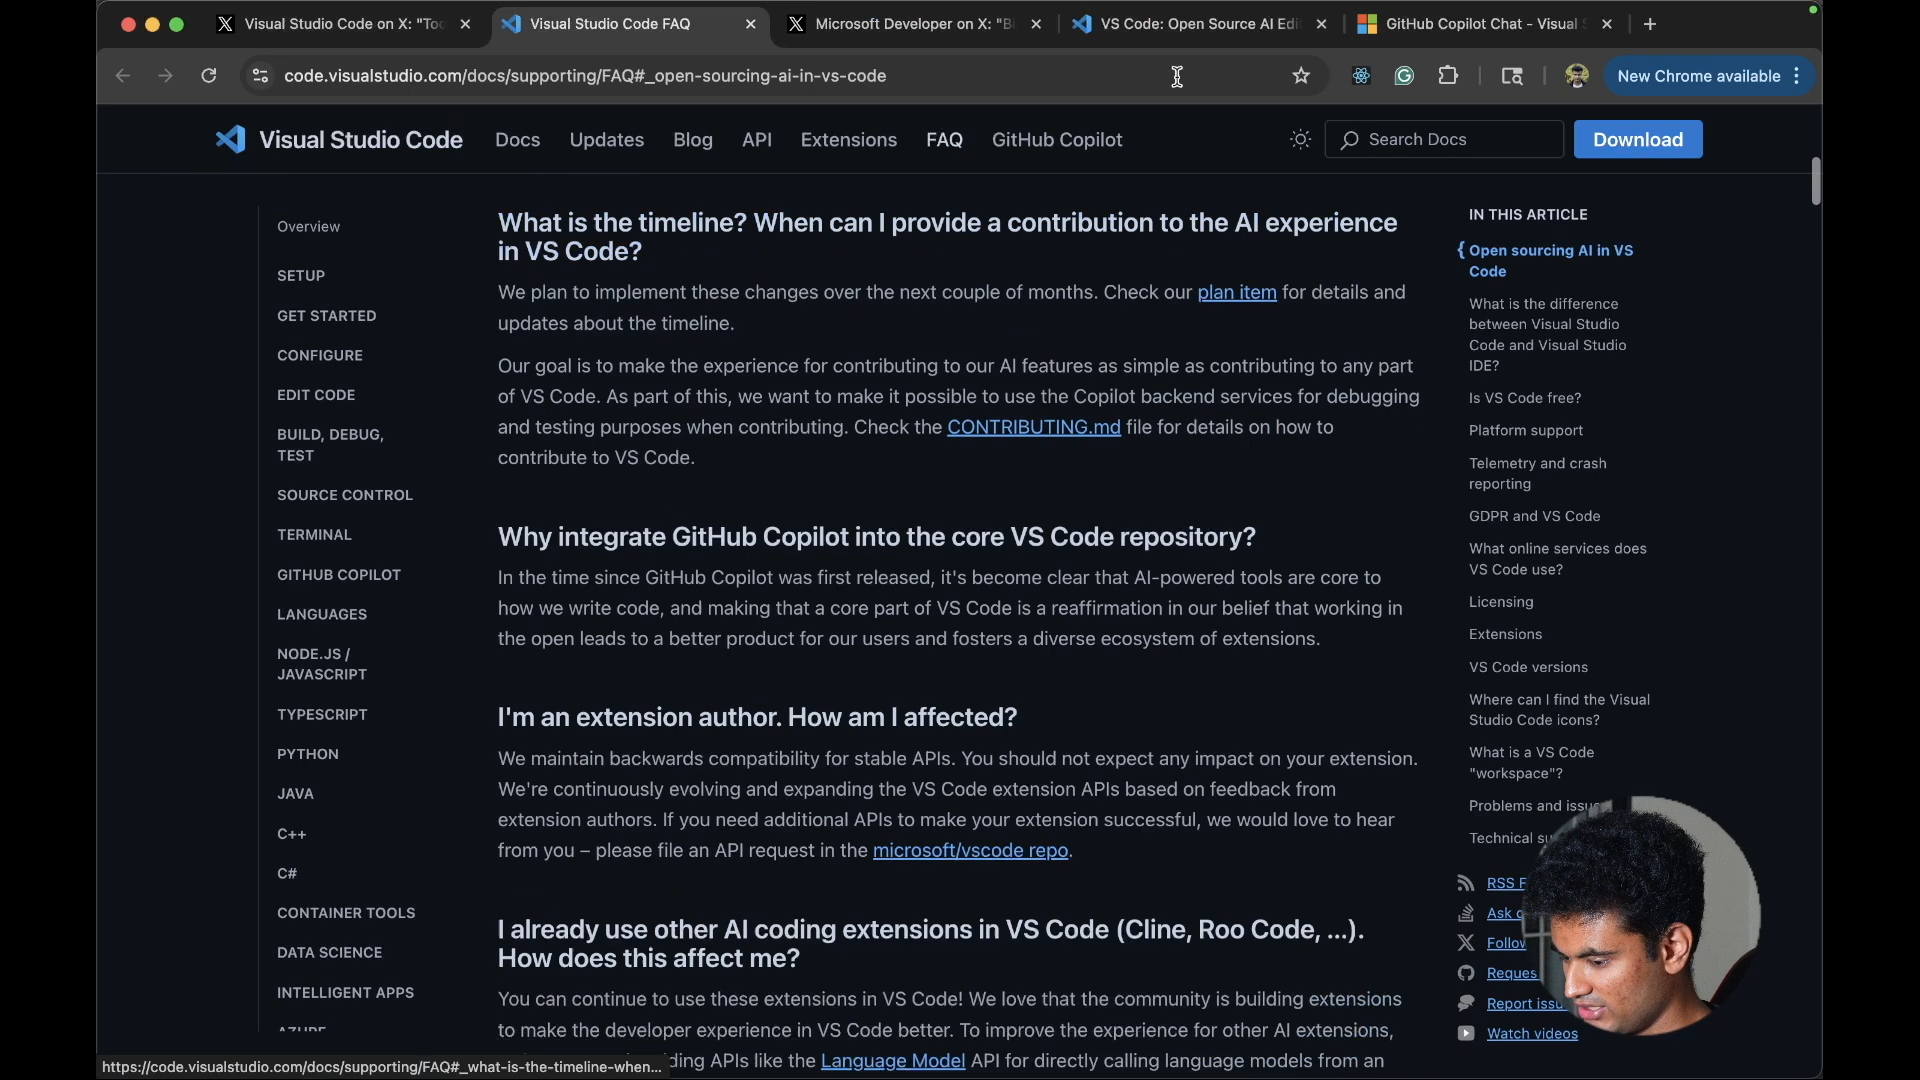 Visual Studio Code on X: "Too
Visual Studio Code FAQ
Microsoft Developer on X: "B
VS Code: Open Source AI Edi
GitHub Copilot Chat - Visual S
code.visualstudio.com/docs/supporting/FAQ#_open-sourcing-ai-in-vs-code
New Chrome available
Visual Studio Code
Docs
Updates
Blog
API
Extensions
FAQ
GitHub Copilot
Search Docs
Download
Overview
SETUP
GET STARTED
CONFIGURE
EDIT CODE
BUILD, DEBUG,
TEST
SOURCE CONTROL
TERMINAL
GITHUB COPILOT
LANGUAGES
NODE.JS /
JAVASCRIPT
TYPESCRIPT
PYTHON
JAVA
C++
C#
CONTAINER TOOLS
DATA SCIENCE
INTELLIGENT APPS
AZURE
What is the timeline? When can I provide a contribution to the AI experience
in VS Code?
We plan to implement these changes over the next couple of months. Check our plan item for details and
updates about the timeline.
Our goal is to make the experience for contributing to our AI features as simple as contributing to any part
of VS Code. As part of this, we want to make it possible to use the Copilot backend services for debugging
and testing purposes when contributing. Check the CONTRIBUTING.md file for details on how to
contribute to VS Code.
Why integrate GitHub Copilot into the core VS Code repository?
In the time since GitHub Copilot was first released, it's become clear that AI-powered tools are core to
how we write code, and making that a core part of VS Code is a reaffirmation in our belief that working in
the open leads to a better product for our users and fosters a diverse ecosystem of extensions.
I'm an extension author. How am I affected?
We maintain backwards compatibility for stable APIs. You should not expect any impact on your extension.
We're continuously evolving and expanding the VS Code extension APIs based on feedback from
extension authors. If you need additional APIs to make your extension successful, we would love to hear
from you – please file an API request in the microsoft/vscode repo.
I already use other AI coding extensions in VS Code (Cline, Roo Code, ...).
How does this affect me?
You can continue to use these extensions in VS Code! We love that the community is building extensions
to make the developer experience in VS Code better. To improve the experience for other AI extensions,
ding APIs like the Language Model API for directly calling language models from an
IN THIS ARTICLE
{ Open sourcing AI in VS
Code
What is the difference
between Visual Studio
Code and Visual Studio
IDE?
Is VS Code free?
Platform support
Telemetry and crash
reporting
GDPR and VS Code
What online services does
VS Code use?
Licensing
Extensions
VS Code versions
Where can I find the Visual
Studio Code icons?
What is a VS Code
"workspace"?
Problems and issu
Technical su
RSS F
Ask q
Follow
Reques
Report issu
Watch videos
https://code.visualstudio.com/docs/supporting/FAQ#_what-is-the-timeline-when...